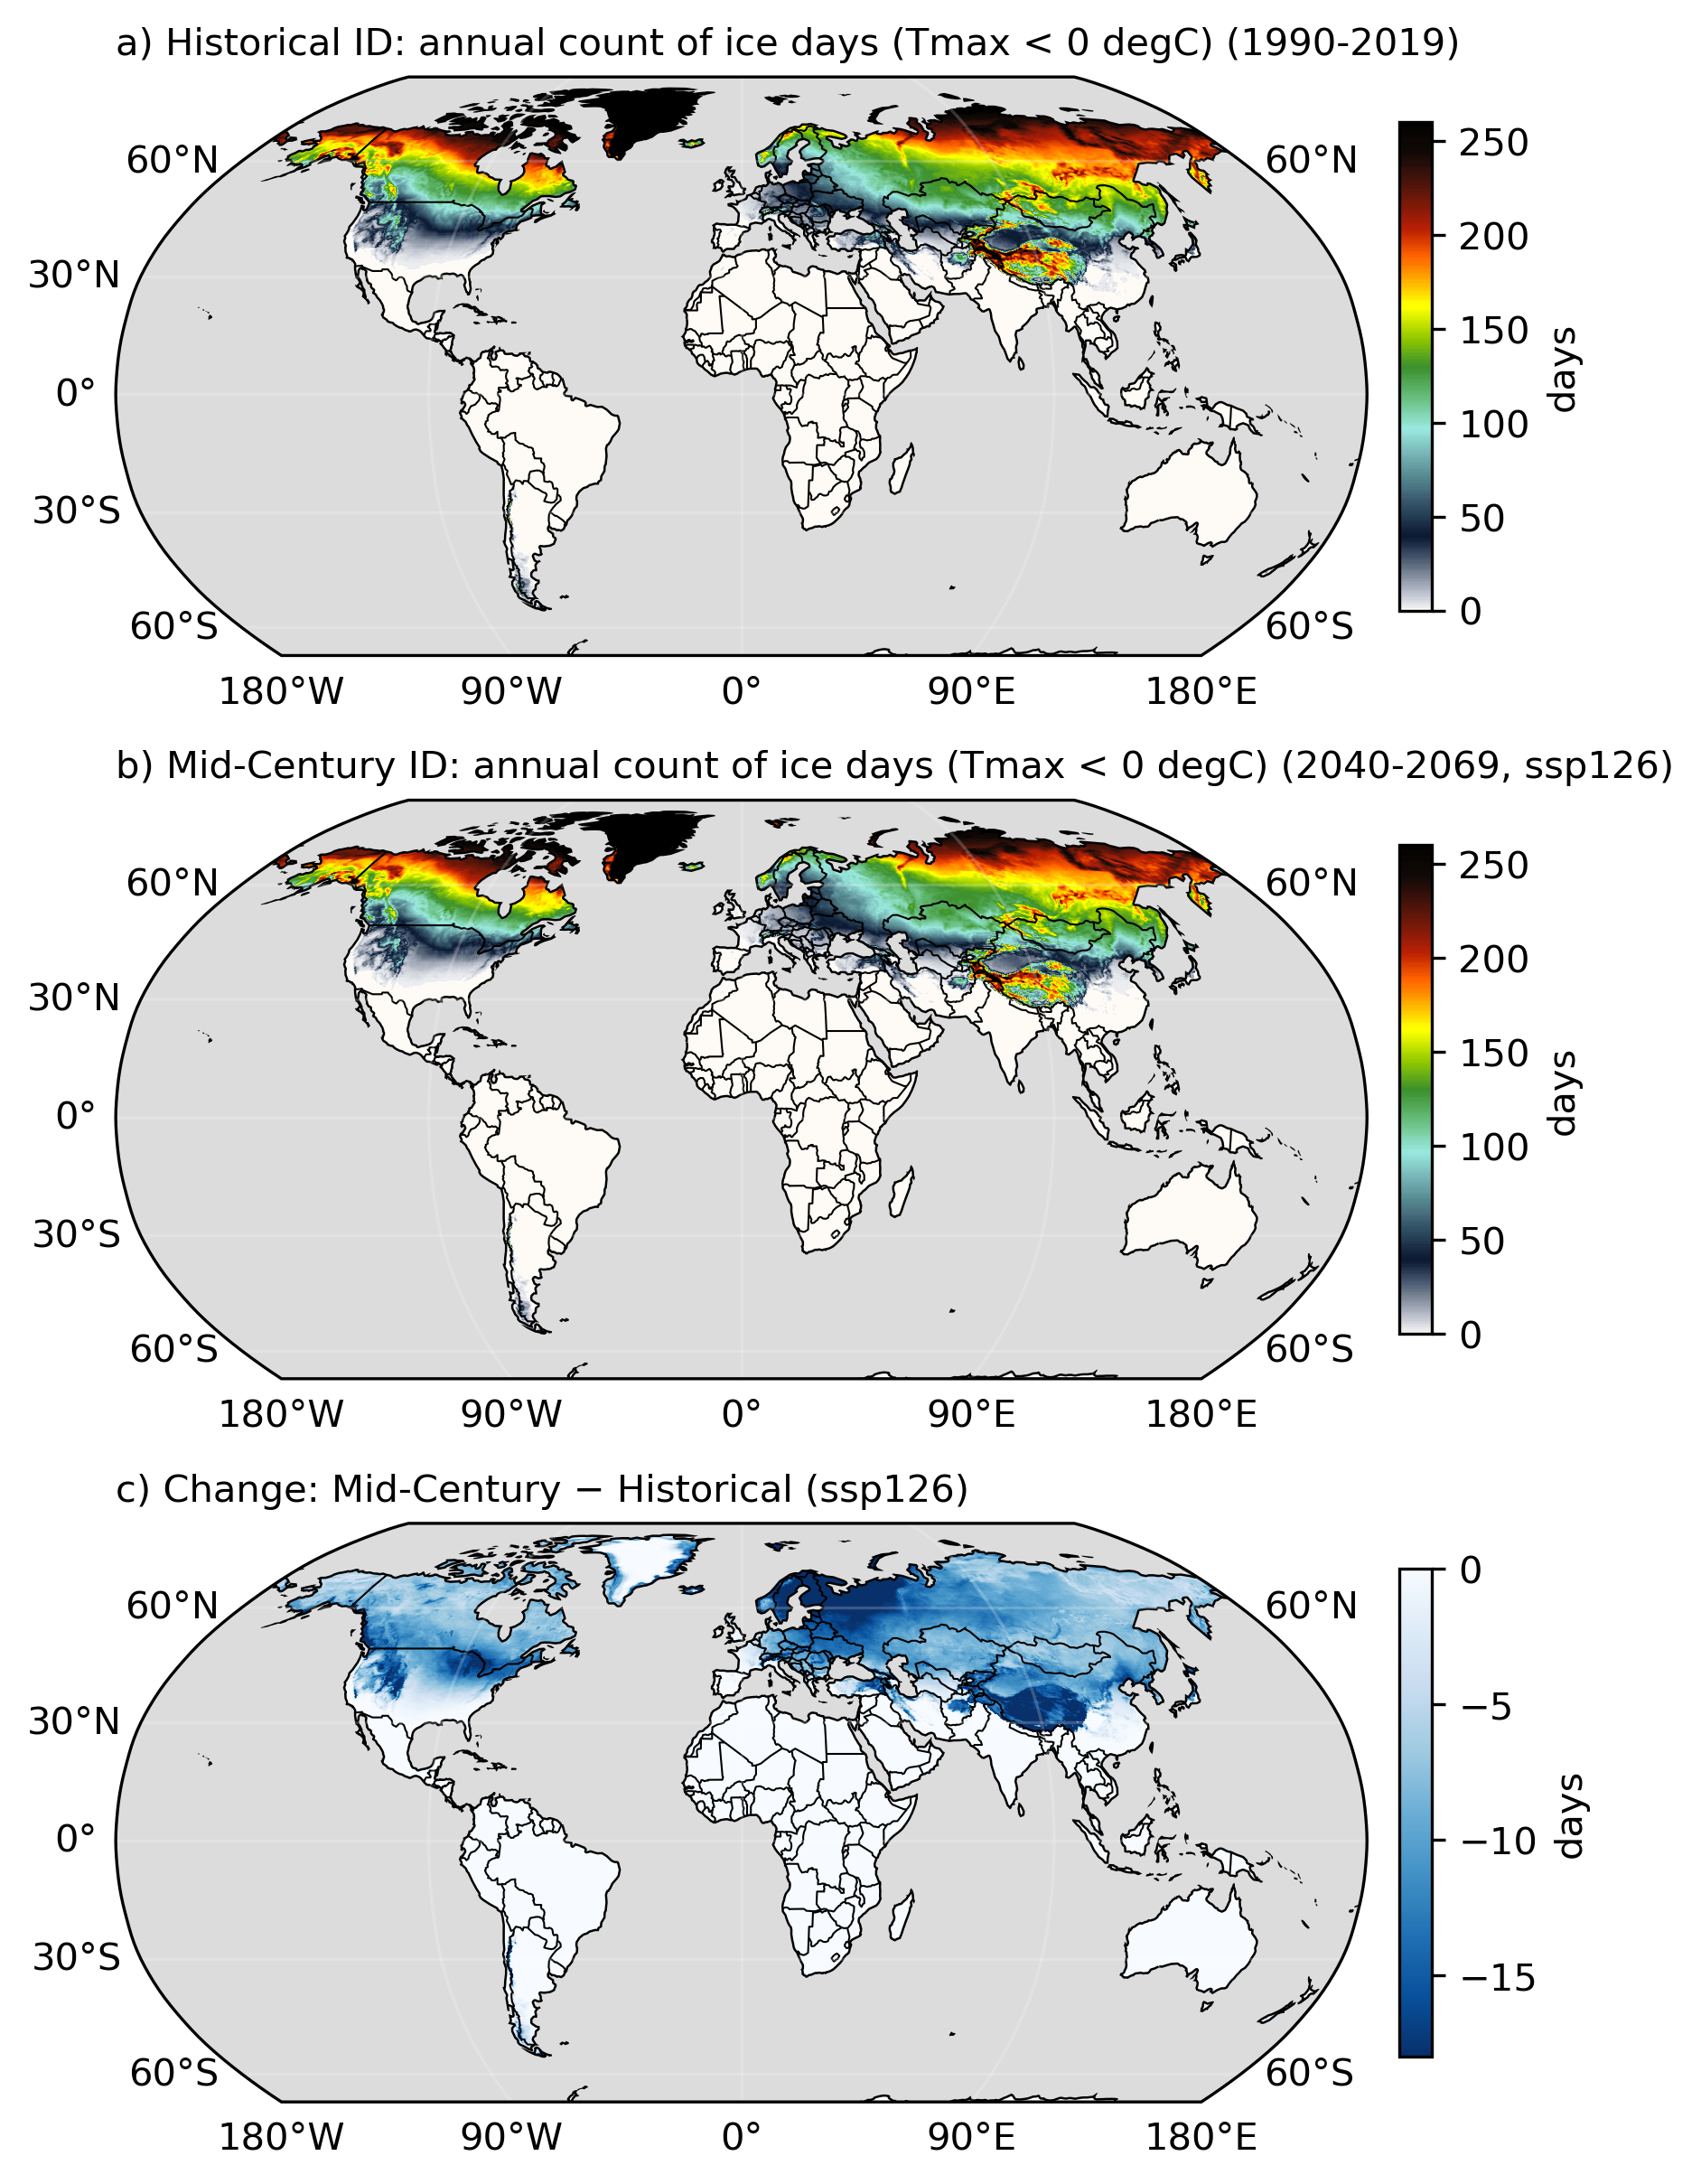 a) Historical ID: annual count of ice days (Tmax < 0 degC) (1990-2019)
60°N
30°N
0°
30°S
60°S
60°N
60°S
180°W 90°W 0° 90°E 180°E
250
200
150
100
50
0
days
b) Mid-Century ID: annual count of ice days (Tmax < 0 degC) (2040-2069, ssp126)
60°N
30°N
0°
30°S
60°S
60°N
60°S
180°W 90°W 0° 90°E 180°E
250
200
150
100
50
0
days
c) Change: Mid-Century − Historical (ssp126)
60°N
30°N
0°
30°S
60°S
60°N
60°S
180°W 90°W 0° 90°E 180°E
0
−5
−10
−15
days